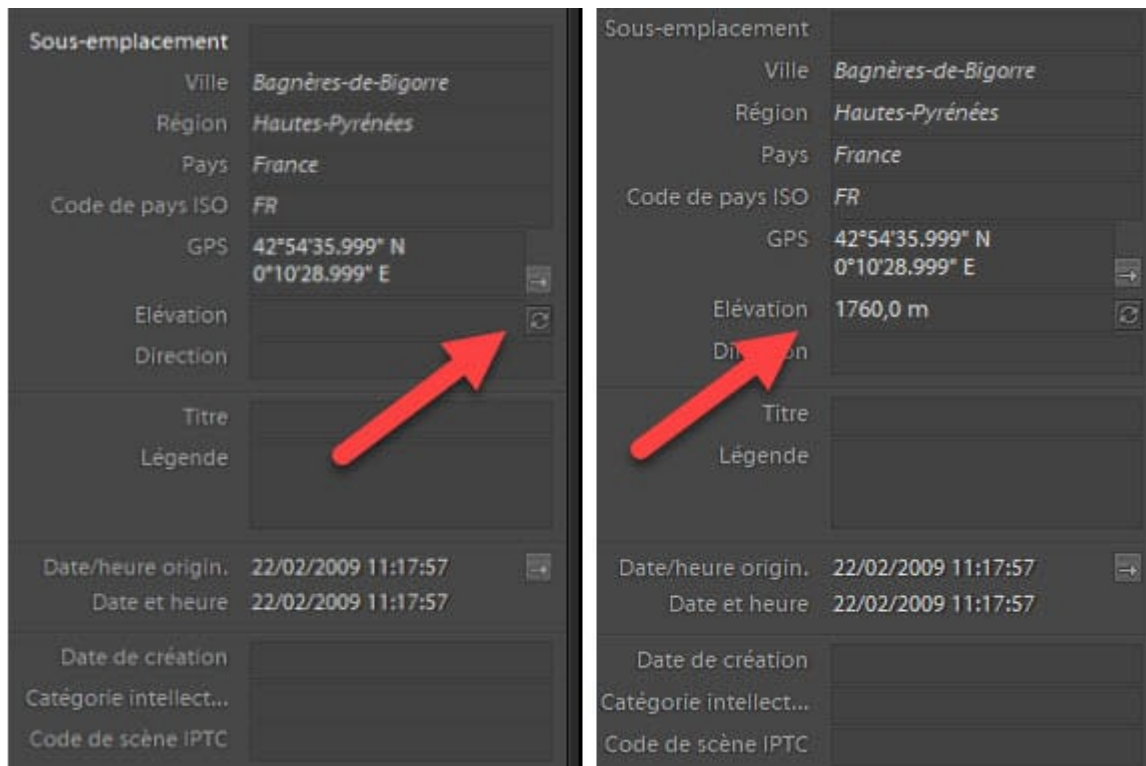 Sous-emplacement
Ville Bagnères-de-Bigorre
Région Hautes-Pyrénées
Pays France
Code de pays ISO FR
GPS 42°54'35.999" N
0°10'28.999" E
Elévation
Direction
Titre
Légende
Date/heure origin. 22/02/2009 11:17:57
Date et heure 22/02/2009 11:17:57
Date de création
Catégorie intellect...
Code de scène IPTC
Sous-emplacement
Ville Bagnères-de-Bigorre
Région Hautes-Pyrénées
Pays France
Code de pays ISO FR
GPS 42°54'35.999" N
0°10'28.999" E
Elévation 1760,0 m
Direction
Titre
Légende
Date/heure origin. 22/02/2009 11:17:57
Date et heure 22/02/2009 11:17:57
Date de création
Catégorie intellect...
Code de scène IPTC